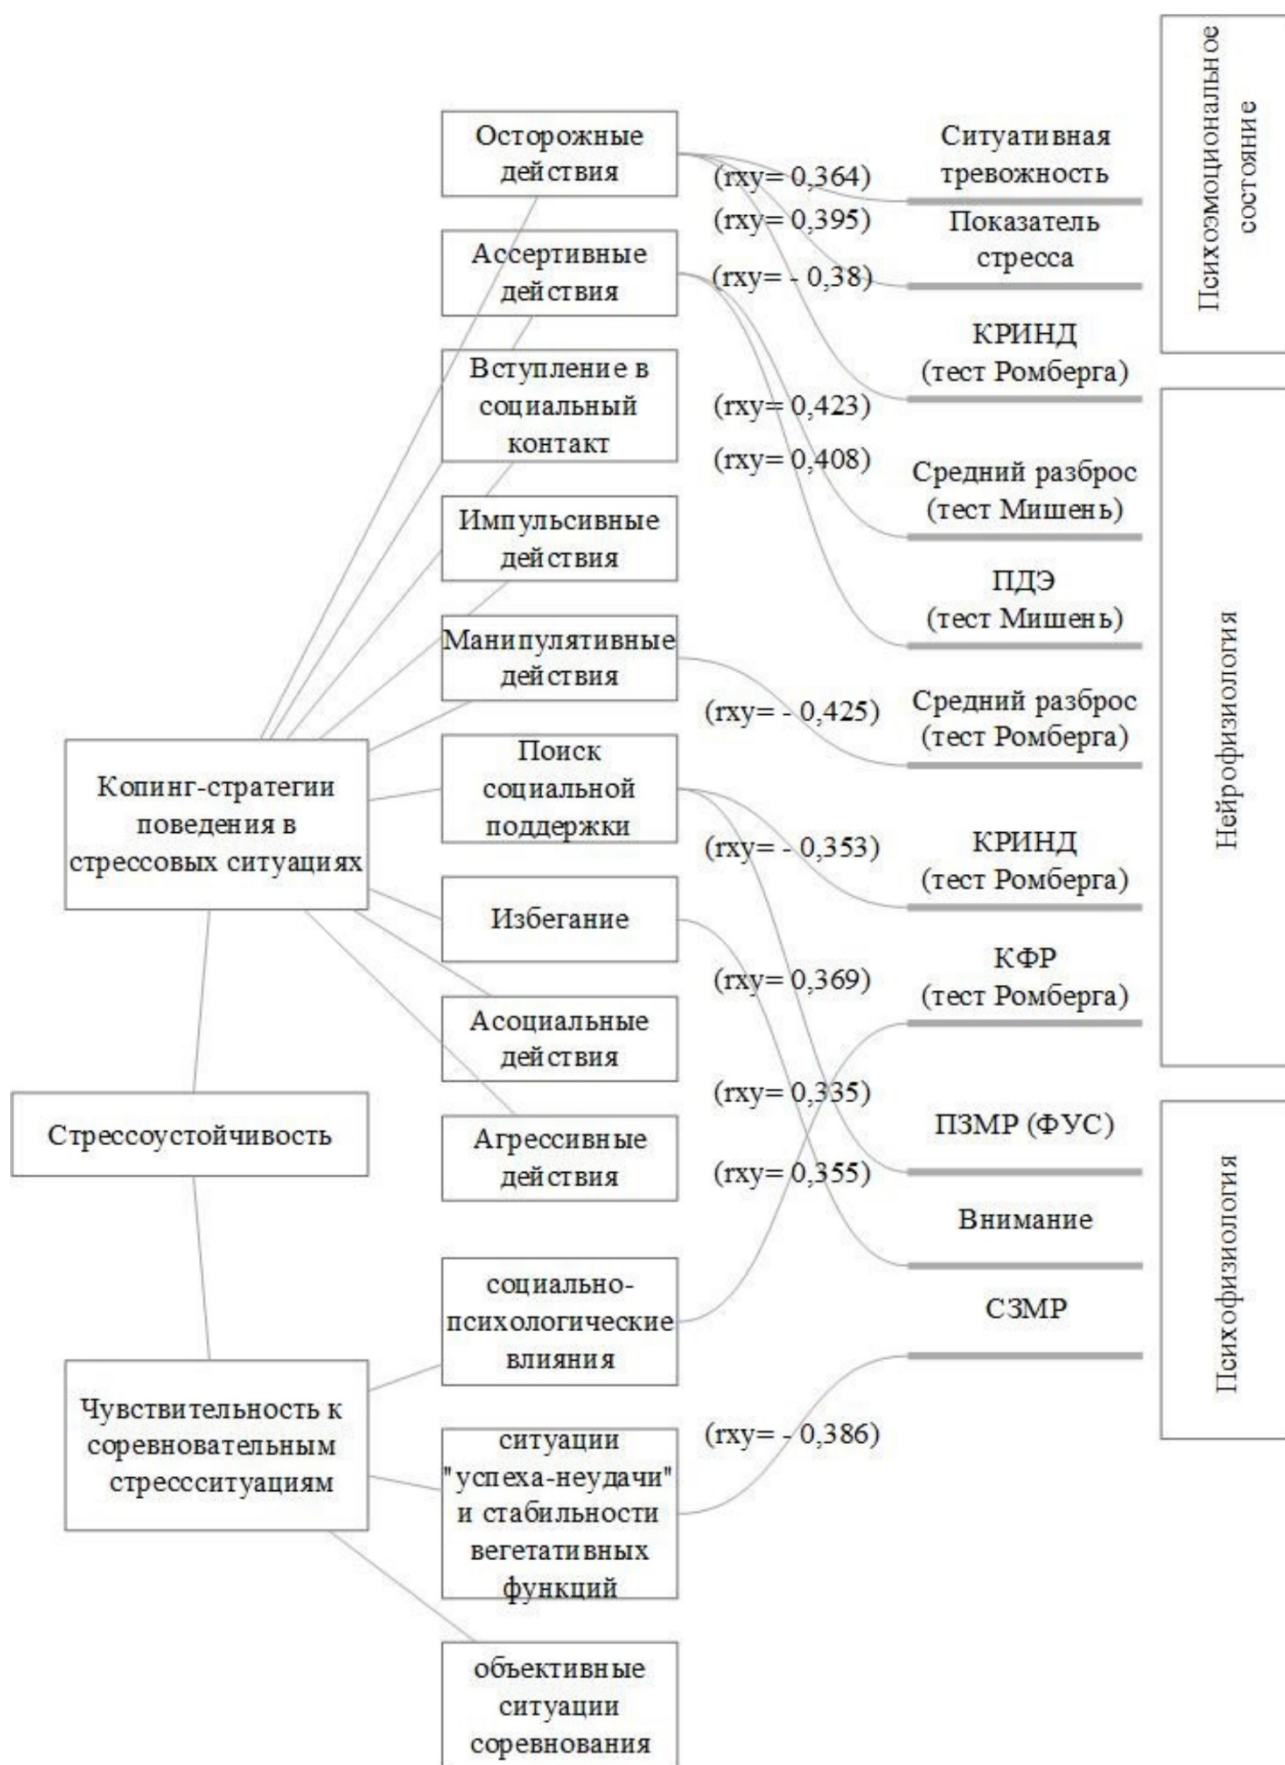 Осторожные
действия
Ассертивные
действия
Вступление в
социальный
контакт
Импульсивные
действия
Манипулятивные
действия
Поиск
социальной
поддержки
Избегание
Асоциальные
действия
Агрессивные
действия
социально-
психологические
влияния
ситуации
"успеха-неудачи"
и стабильности
вегетативных
функций
объективные
ситуации
соревнования
Копинг-стратегии
поведения в
стрессовых ситуациях
Стрессоустойчивость
Чувствительность к
соревновательным
стрессситуациям
(rxy= 0,364)
(rxy= 0,395)
(rxy= - 0,38)
(rxy= 0,423)
(rxy= 0,408)
(rxy= - 0,425)
(rxy= - 0,353)
(rxy= 0,369)
(rxy= 0,335)
(rxy= 0,355)
(rxy= - 0,386)
Ситуативная
тревожность
Показатель
стресса
КРИНД
(тест Ромберга)
Средний разброс
(тест Мишень)
ПДЭ
(тест Мишень)
Средний разброс
(тест Ромберга)
КРИНД
(тест Ромберга)
КФР
(тест Ромберга)
ПЗМР (ФУС)
Внимание
СЗМР
Психоэмоциональное
состояние
Нейрофизиология
Психофизиология